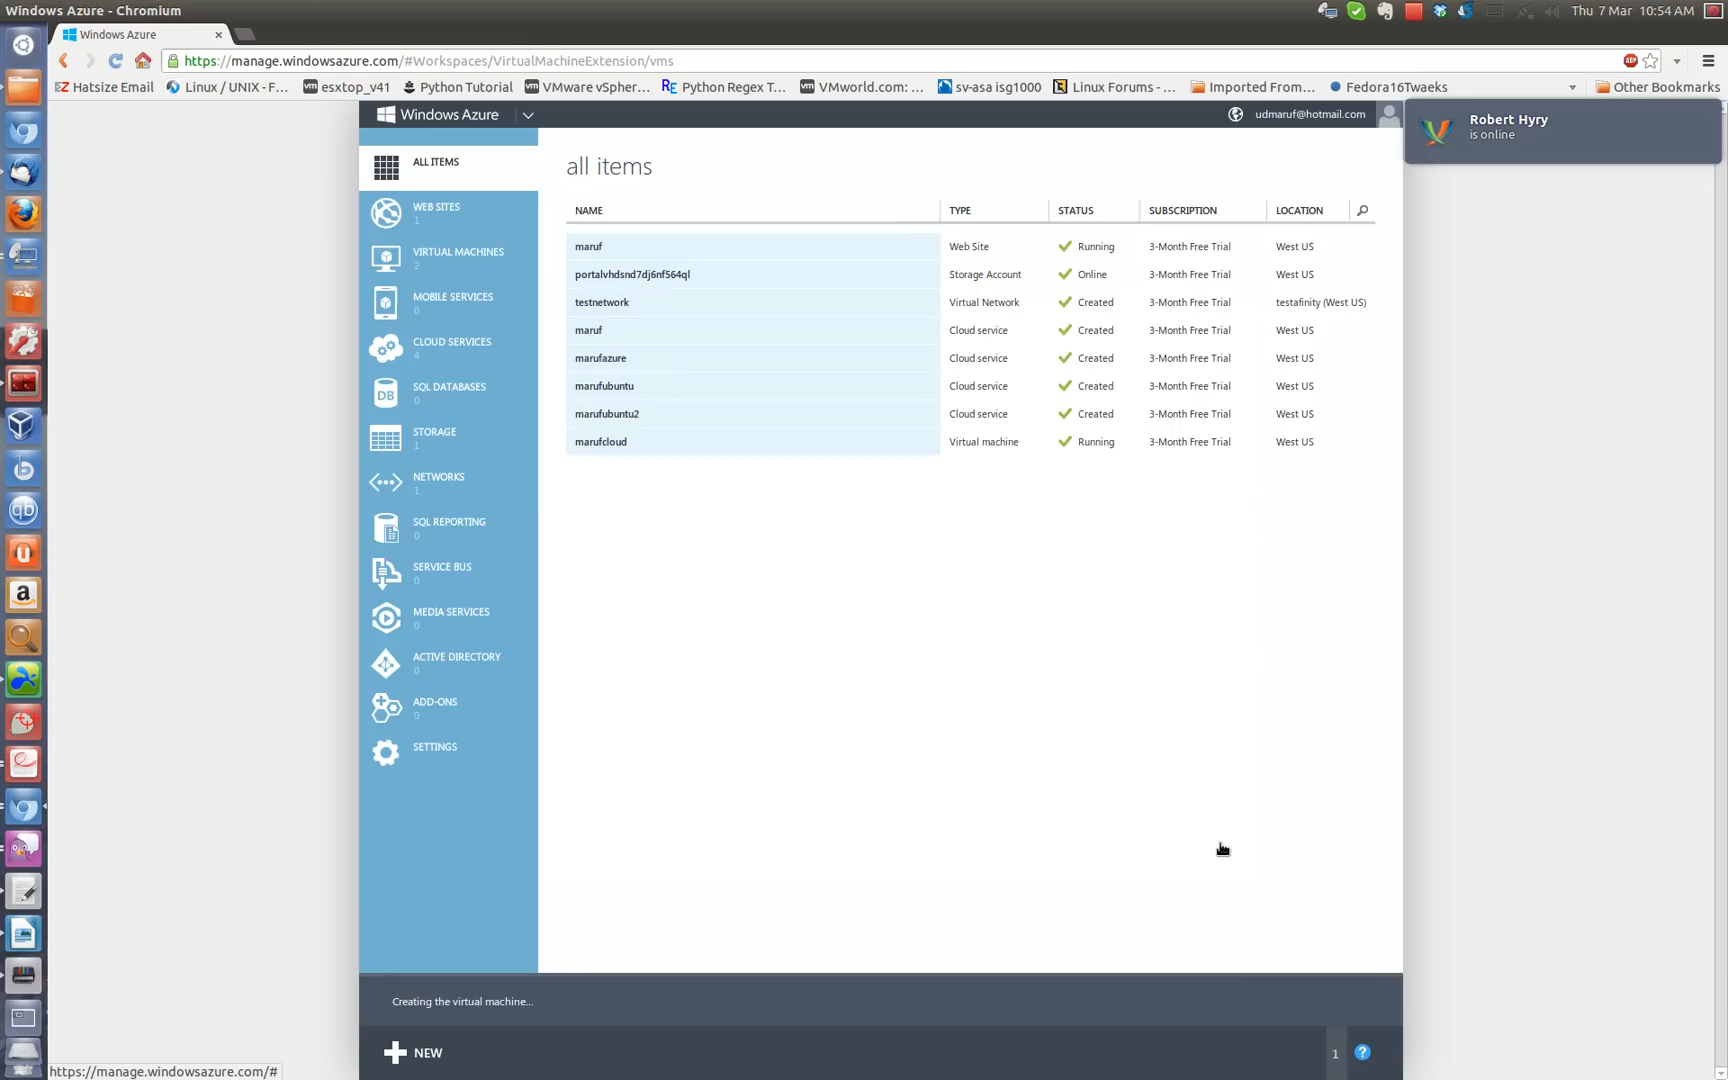 Windows Azure - Chromium
Thu 7 Mar 10:54 AM
Windows Azure ×
https://manage.windowsazure.com/#Workspaces/VirtualMachineExtension/vms
ABP
EZ Hatsize Email
Linux / UNIX - F...
vm esxtop_v41
Python Tutorial
vm VMware vSpher...
RE Python Regex T...
vm VMworld.com: ...
sv-asa isg1000
Linux Forums - ...
Imported From...
Fedora16Tweaks
Other Bookmarks
Windows Azure
udmaruf@hotmail.com
Robert Hyry
is online
ALL ITEMS
WEB SITES
1
VIRTUAL MACHINES
2
MOBILE SERVICES
0
CLOUD SERVICES
4
DB
SQL DATABASES
0
STORAGE
1
NETWORKS
1
SQL REPORTING
0
SERVICE BUS
0
MEDIA SERVICES
0
ACTIVE DIRECTORY
0
ADD-ONS
0
SETTINGS
all items
NAME TYPE STATUS SUBSCRIPTION LOCATION
maruf Web Site Running 3-Month Free Trial West US
portalvhdsnd7dj6nf564ql Storage Account Online 3-Month Free Trial West US
testnetwork Virtual Network Created 3-Month Free Trial testafinity (West US)
maruf Cloud service Created 3-Month Free Trial West US
marufazure Cloud service Created 3-Month Free Trial West US
marufubuntu Cloud service Created 3-Month Free Trial West US
marufubuntu2 Cloud service Created 3-Month Free Trial West US
marufcloud Virtual machine Running 3-Month Free Trial West US
Creating the virtual machine...
NEW
1 ?
https://manage.windowsazure.com/#
qb
a